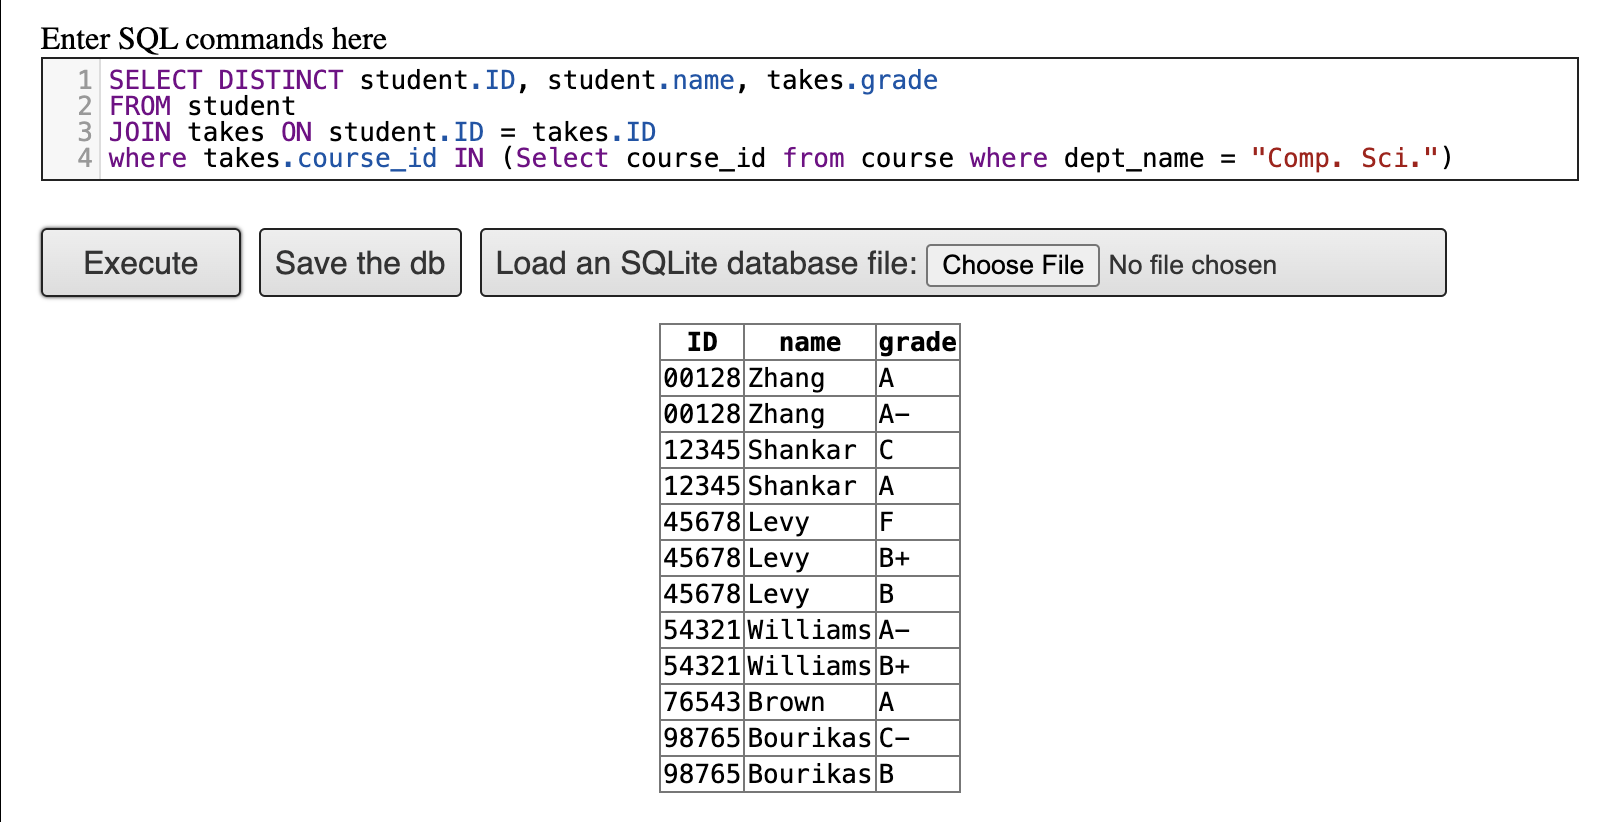 Enter SQL commands here
1 SELECT DISTINCT student.ID, student.name, takes.grade
2 FROM student
3 JOIN takes ON student.ID = takes.ID
4 where takes.course_id IN (Select course_id from course where dept_name = "Comp. Sci.")
Execute Save the db Load an SQLite database file: Choose File No file chosen
ID name grade
00128 Zhang A
00128 Zhang A-
12345 Shankar C
12345 Shankar A
45678 Levy F
45678 Levy B+
45678 Levy B
54321 Williams A-
54321 Williams B+
76543 Brown A
98765 Bourikas C-
98765 Bourikas B